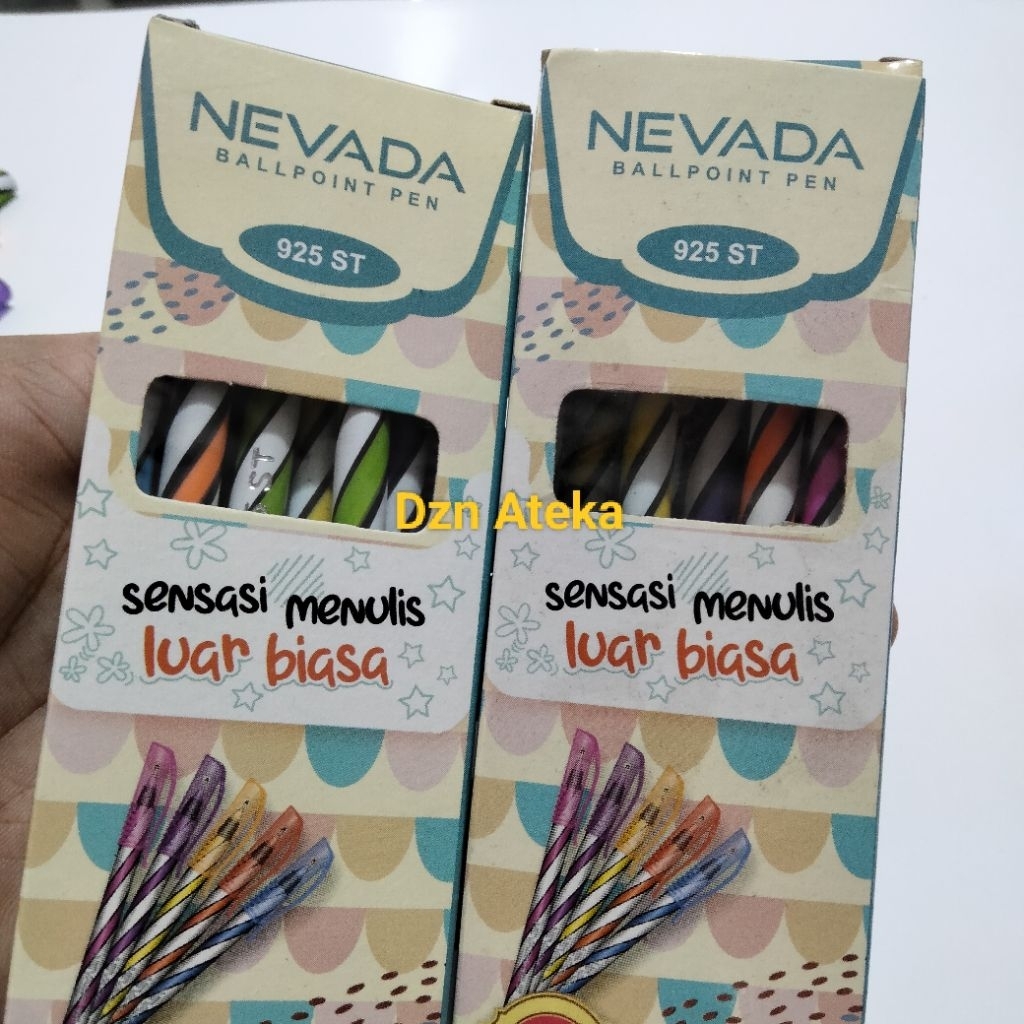 NEVADA
BALLPOINT PEN
925 ST
ST
sensasi menulis
luar biasa
NEVADA
BALLPOINT PEN
925 ST
sensasi menulis
luar biasa
Dzn Ateka